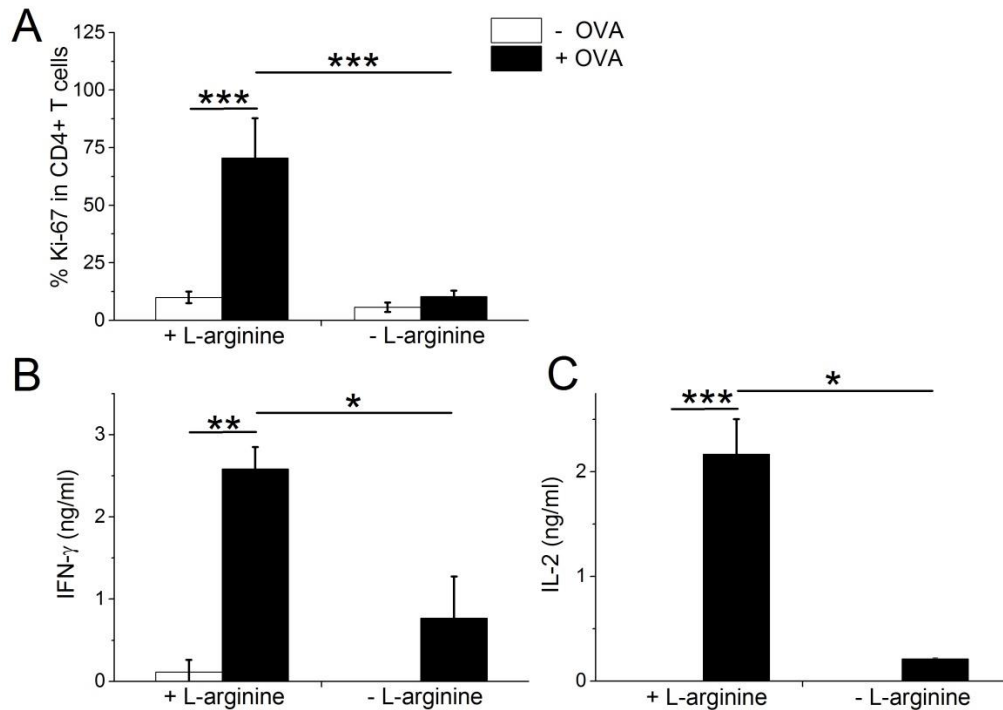 A
- OVA
+ OVA
% Ki-67 in CD4+ T cells
125
100
75
50
25
0
***
***
+ L-arginine
- L-arginine
B
IFN-γ (ng/ml)
3
2
1
0
**
*
+ L-arginine
- L-arginine
C
IL-2 (ng/ml)
2
1
0
***
*
+ L-arginine
- L-arginine